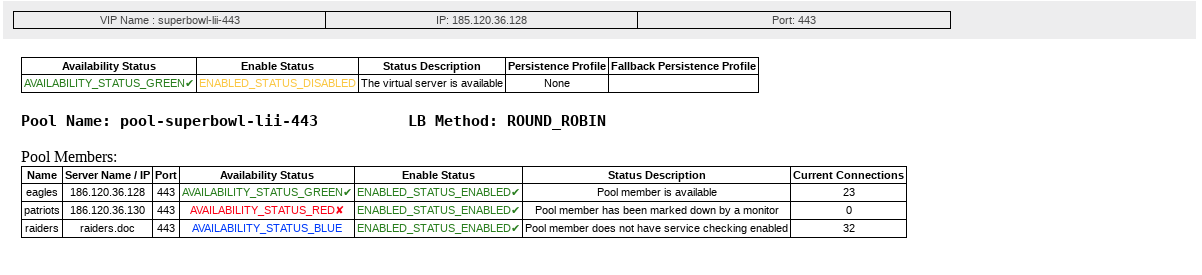 VIP Name : superbowl-lii-443 IP: 185.120.36.128 Port: 443
Availability Status Enable Status Status Description Persistence Profile Fallback Persistence Profile
AVAILABILITY_STATUS_GREEN✔ ENABLED_STATUS_DISABLED The virtual server is available None
Pool Name: pool-superbowl-lii-443 LB Method: ROUND_ROBIN
Pool Members:
Name Server Name / IP Port Availability Status Enable Status Status Description Current Connections
eagles 186.120.36.128 443 AVAILABILITY_STATUS_GREEN✔ ENABLED_STATUS_ENABLED✔ Pool member is available 23
patriots 186.120.36.130 443 AVAILABILITY_STATUS_RED✘ ENABLED_STATUS_ENABLED✔ Pool member has been marked down by a monitor 0
raiders raiders.doc 443 AVAILABILITY_STATUS_BLUE ENABLED_STATUS_ENABLED✔ Pool member does not have service checking enabled 32